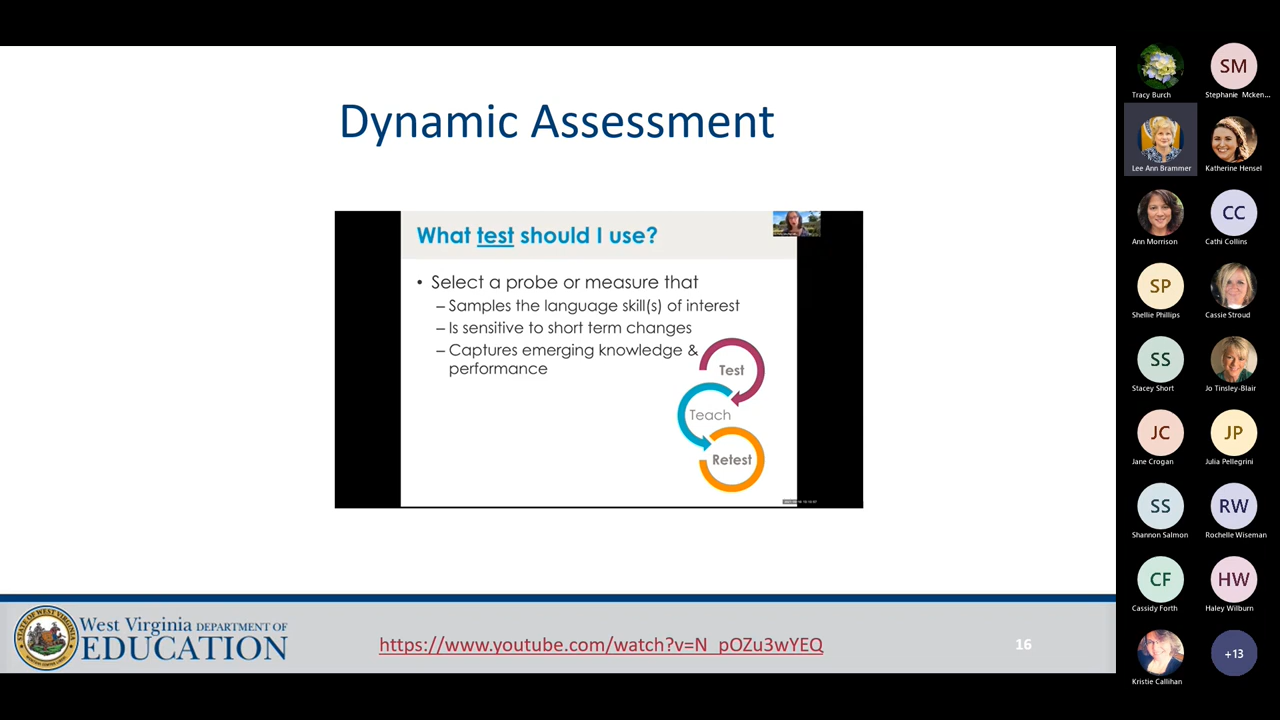 Dynamic Assessment
What test should I use?
• Select a probe or measure that
– Samples the language skill(s) of interest
– Is sensitive to short term changes
– Captures emerging knowledge &
performance
Test
Teach
Retest
West Virginia DEPARTMENT OF
EDUCATION
https://www.youtube.com/watch?v=N_pOZu3wYEQ
16
Tracy Burch
SM
Stephanie Mcken...
Lee Ann Brammer
Katherine Hensel
Ann Morrison
CC
Cathi Collins
SP
Shellie Phillips
Cassie Stroud
SS
Stacey Short
Jo Tinsley-Blair
JC
Jane Crogan
JP
Julia Pellegrini
SS
Shannon Salmon
RW
Rochelle Wiseman
CF
Cassidy Forth
HW
Haley Wilburn
Kristie Callihan
+13